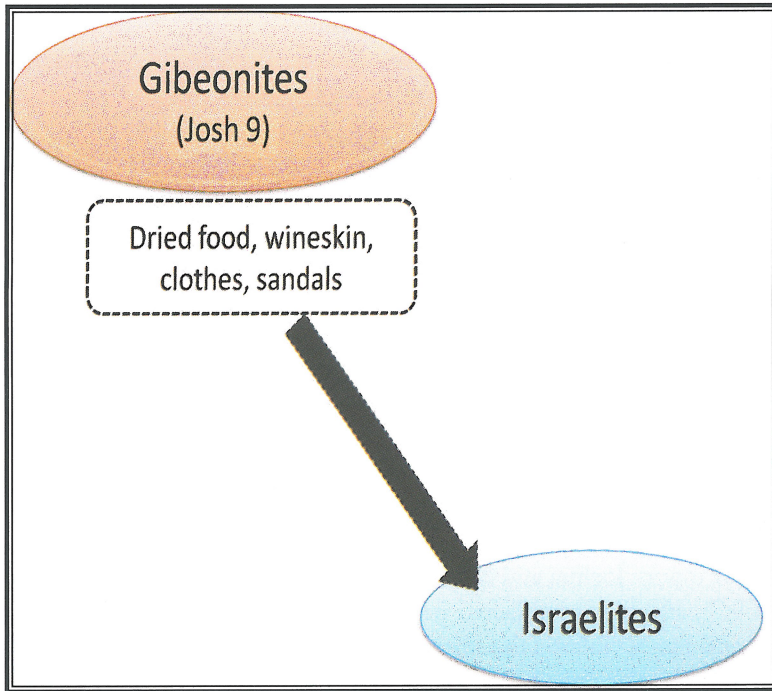 Gibeonites
(Josh 9)
Dried food, wineskin,
clothes, sandals
Israelites